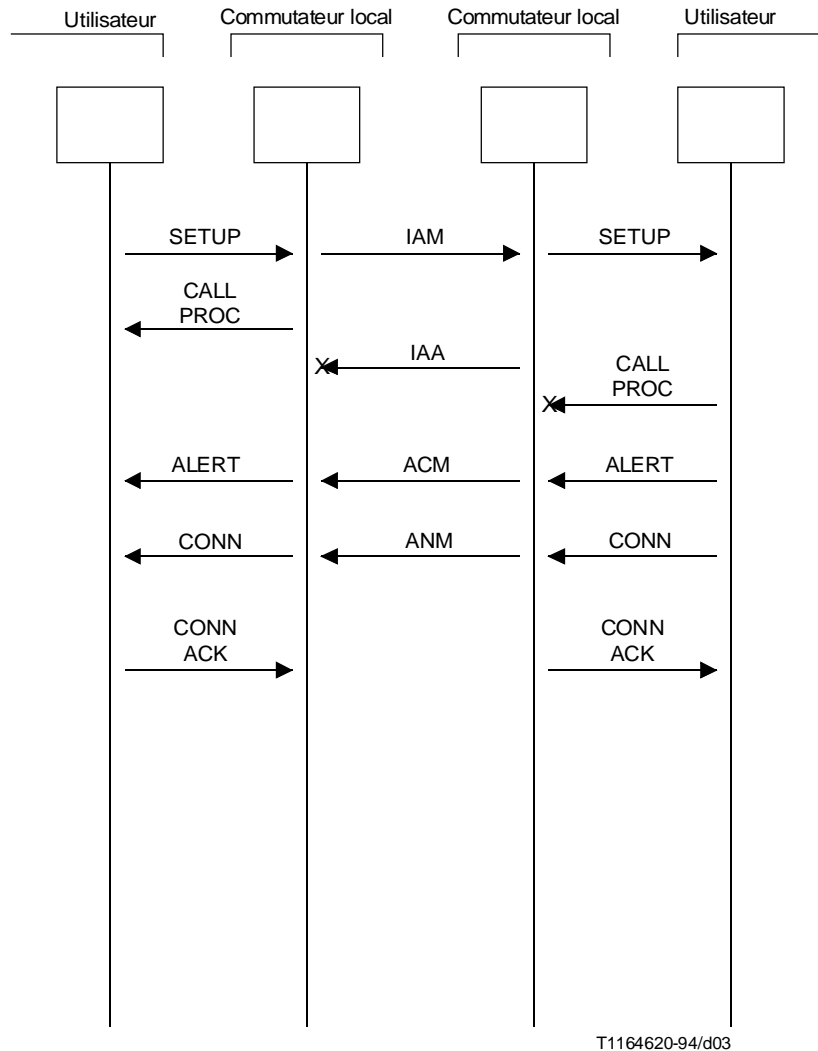 Utilisateur
Commutateur local
Commutateur local
Utilisateur
SETUP
IAM
SETUP
CALL
PROC
X
IAA
CALL
PROC
X
ALERT
ACM
ALERT
CONN
ANM
CONN
CONN
ACK
CONN
ACK
T1164620-94/d03